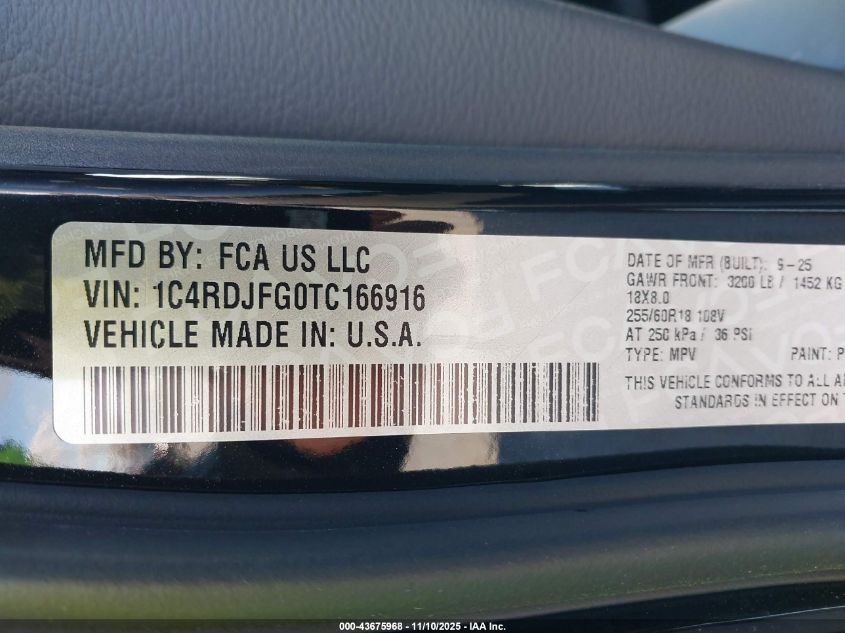 MFD BY: FCA US LLC
VIN: 1C4RDJFG0TC166916
VEHICLE MADE IN: U.S.A.
DATE OF MFR (BUILT): 9-25
GAWR FRONT: 3200 LB / 1452 KG
18X8.0
255/60R18 108V
AT 250 kPa / 36 PSI
TYPE: MPV PAINT: P
THIS VEHICLE CONFORMS TO ALL
STANDARDS IN EFFECT ON
000-43675968 - 11/10/2025 - IAA Inc.